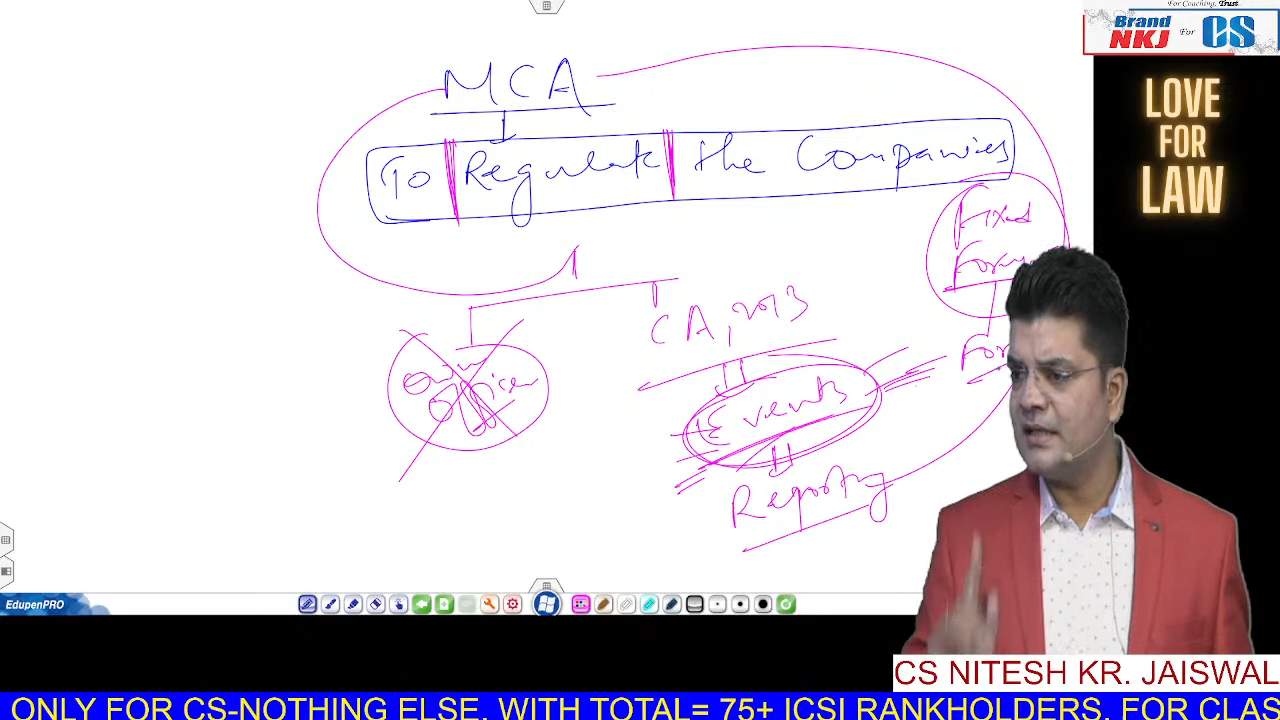 For Coaching, Trust
Brand
NKJ
For
CS
LOVE
FOR
LAW
MCA
To Regulate the Companies
Fixed
CA, 2013
Events
Reporting
EdupenPRO
CS NITESH KR. JAISWAL
ONLY FOR CS-NOTHING ELSE, WITH TOTAL= 75+ ICSI RANKHOLDERS, FOR CLAS